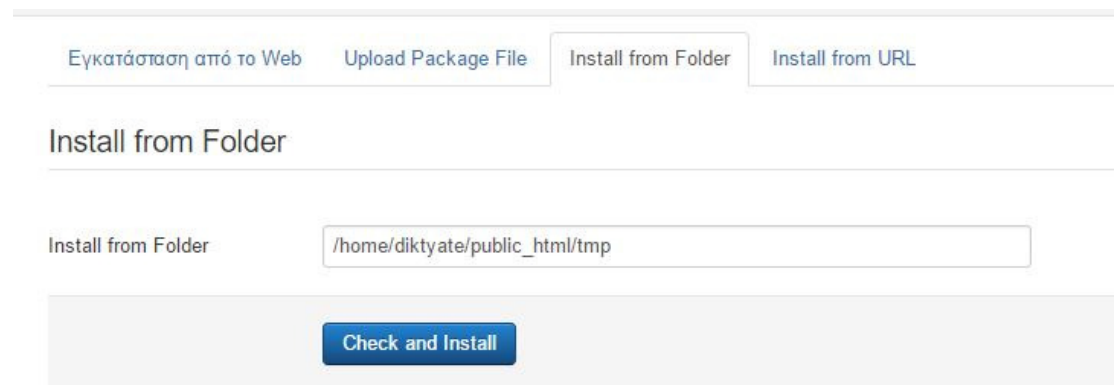 Εγκατάσταση από το Web Upload Package File Install from Folder Install from URL
Install from Folder
Install from Folder /home/diktyate/public_html/tmp
Check and Install